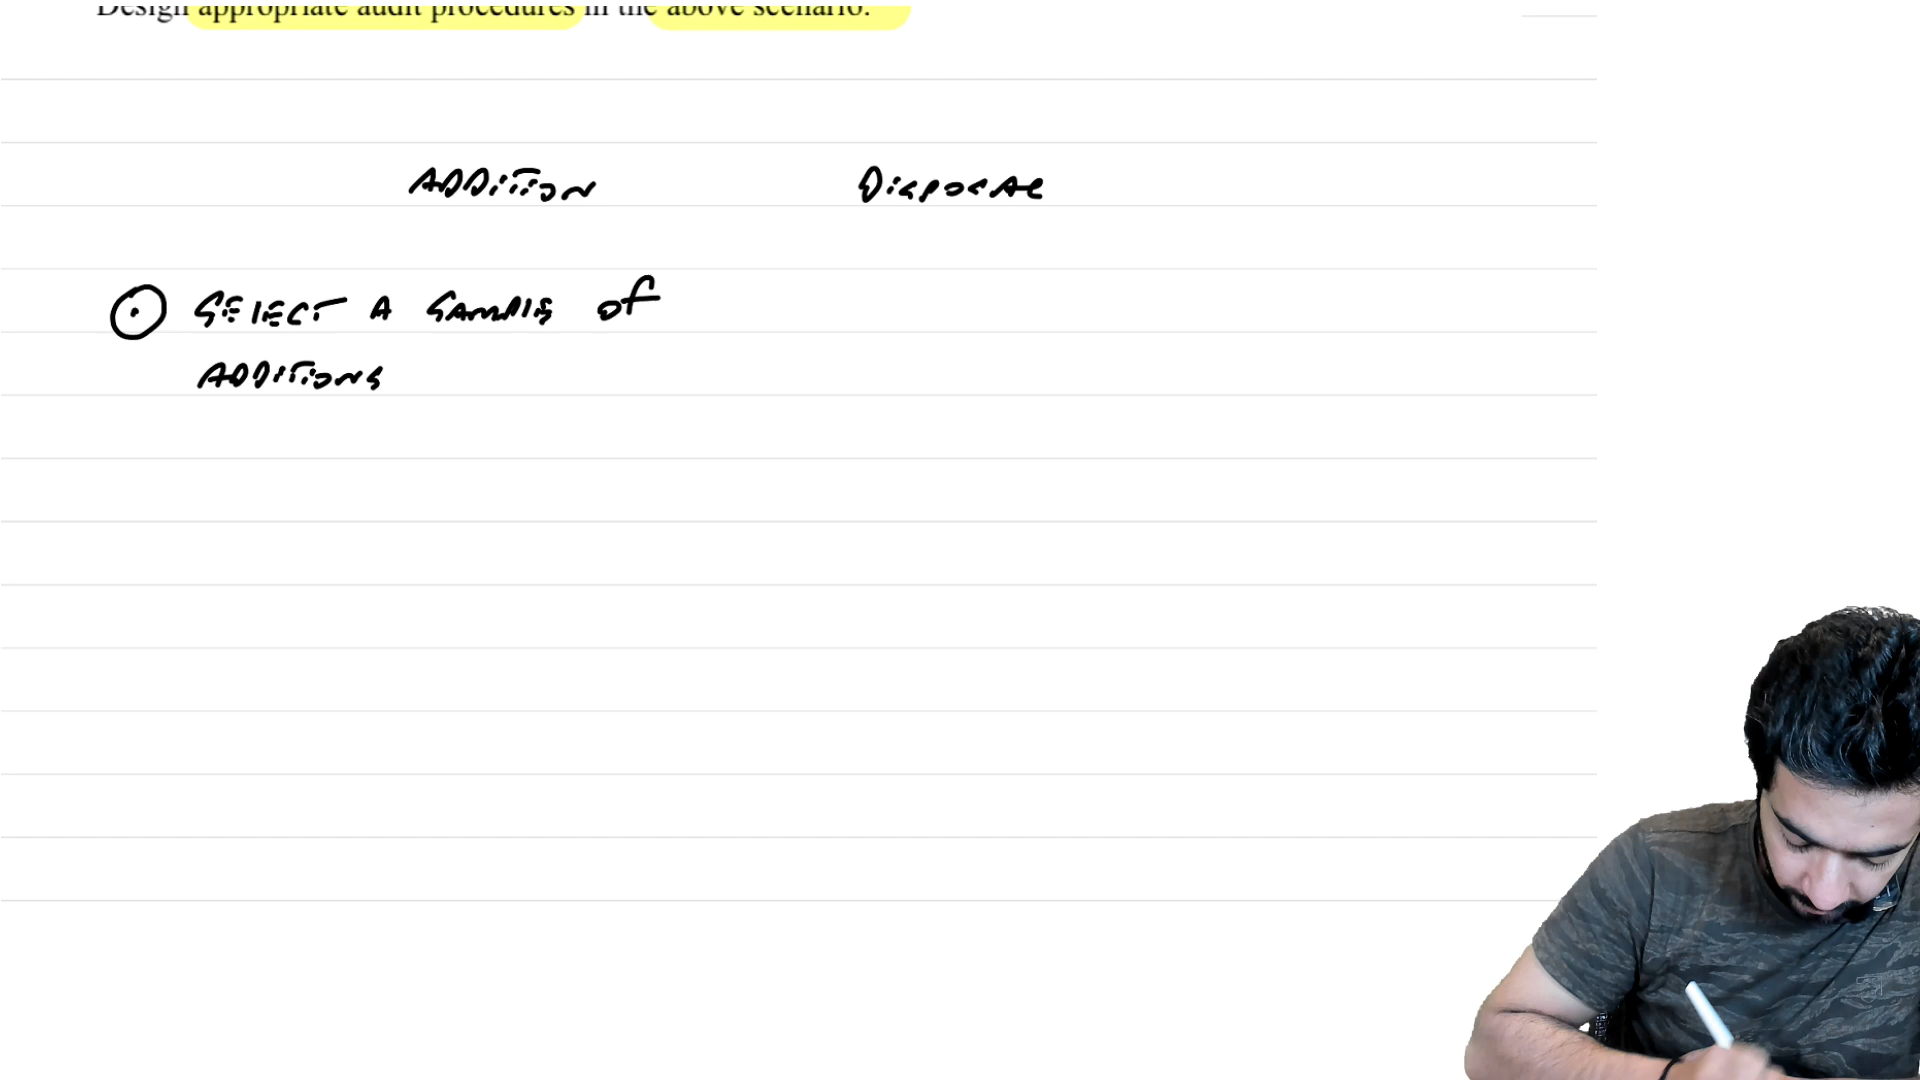 Design appropriate audit procedures in the above scenario.
ADDITION DISPOSAL
SELECT A SAMPLE OF
ADDITIONS